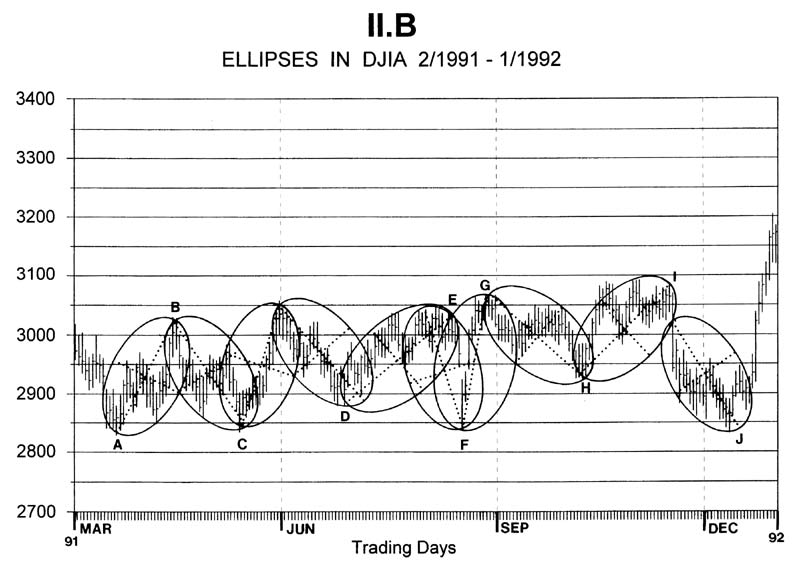 II.B
ELLIPSES IN DJIA 2/1991 - 1/1992
3400
3300
3200
3100
3000
2900
2800
2700
A
B
C
D
E
F
G
H
I
J
MAR
JUN
SEP
DEC
91
92
Trading Days